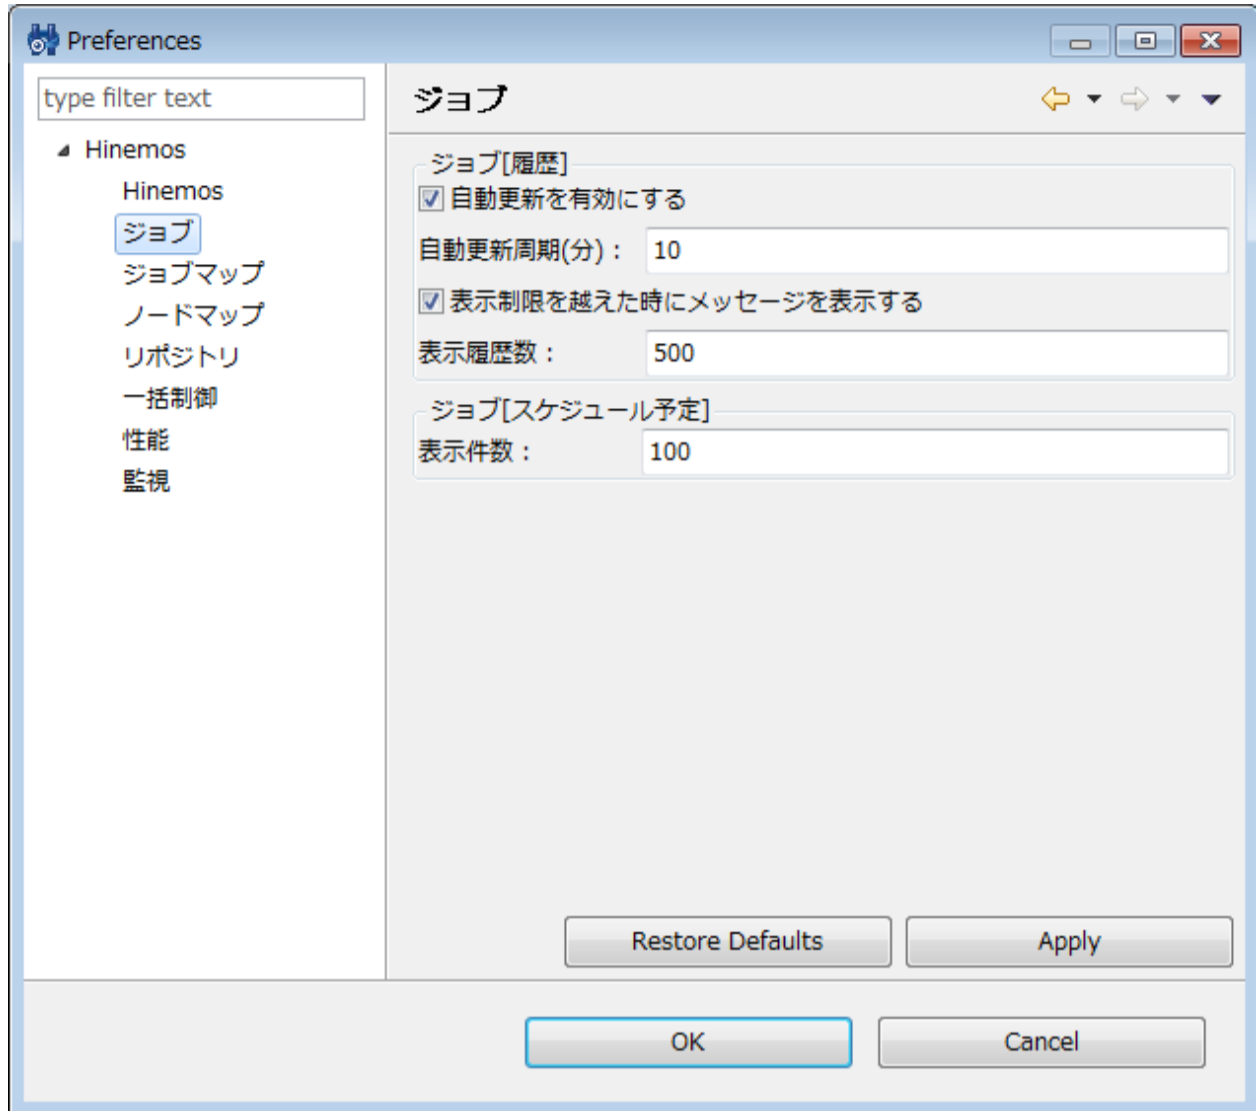 Preferences
type filter text
Hinemos
Hinemos
ジョブ
ジョブマップ
ノードマップ
リポジトリ
一括制御
性能
監視
ジョブ
ジョブ[履歴]
自動更新を有効にする
自動更新周期(分) : 10
表示制限を越えた時にメッセージを表示する
表示履歴数 : 500
ジョブ[スケジュール予定]
表示件数 : 100
Restore Defaults Apply
OK Cancel